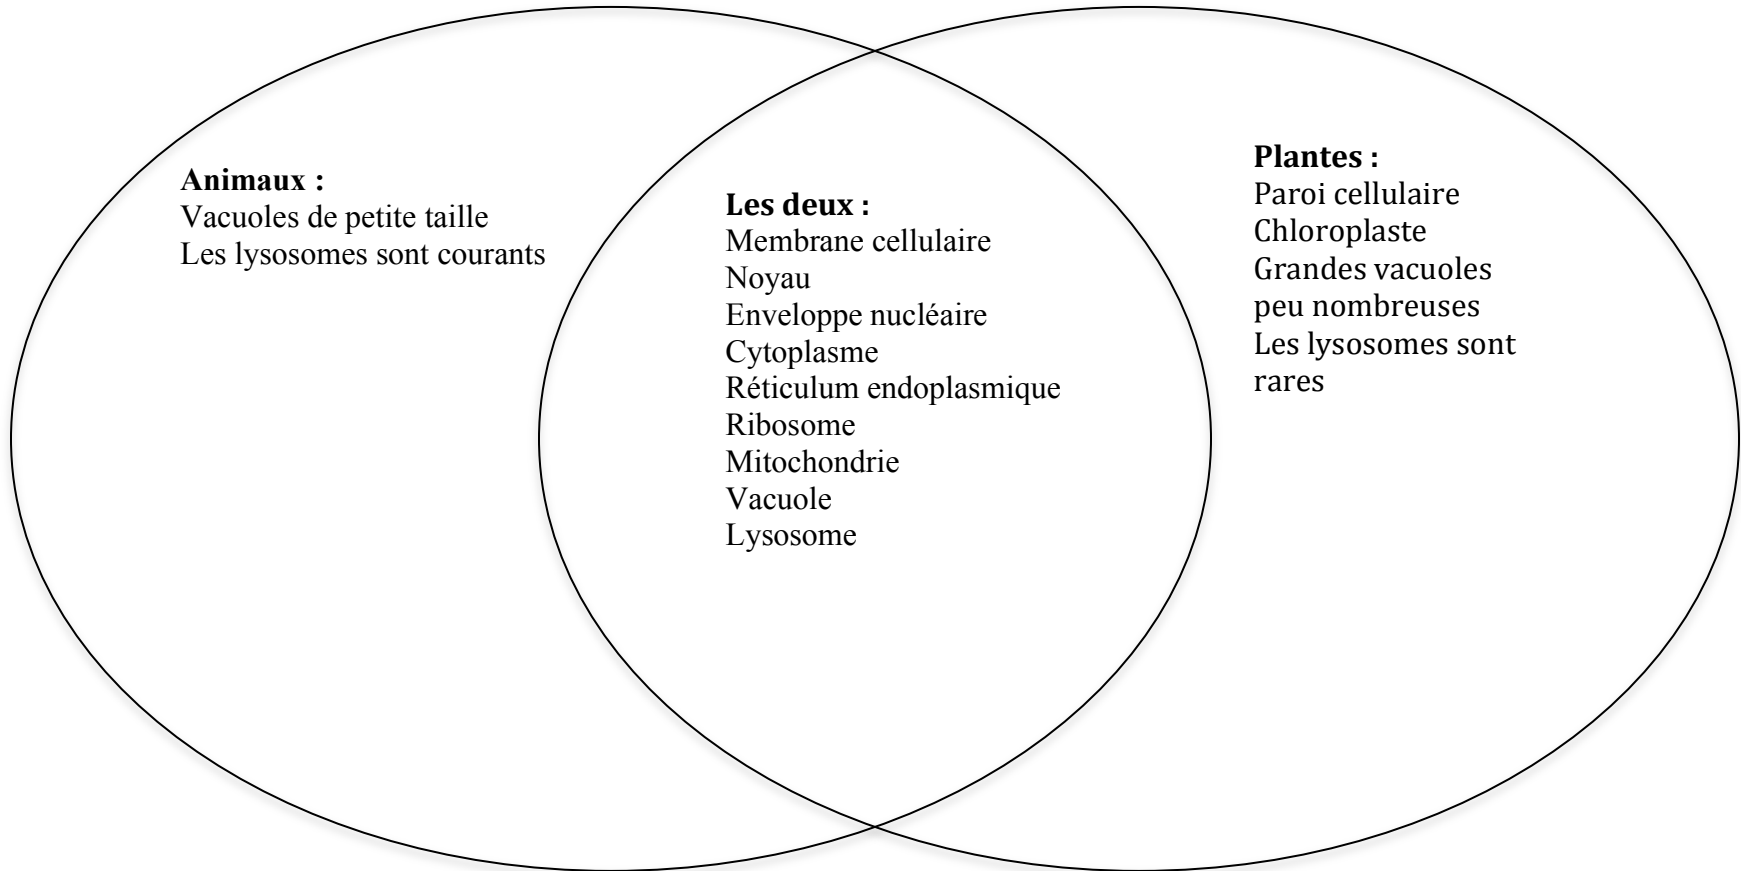 Animaux :
Vacuoles de petite taille
Les lysosomes sont courants
Les deux :
Membrane cellulaire
Noyau
Enveloppe nucléaire
Cytoplasme
Réticulum endoplasmique
Ribosome
Mitochondrie
Vacuole
Lysosome
Plantes :
Paroi cellulaire
Chloroplaste
Grandes vacuoles
peu nombreuses
Les lysosomes sont
rares